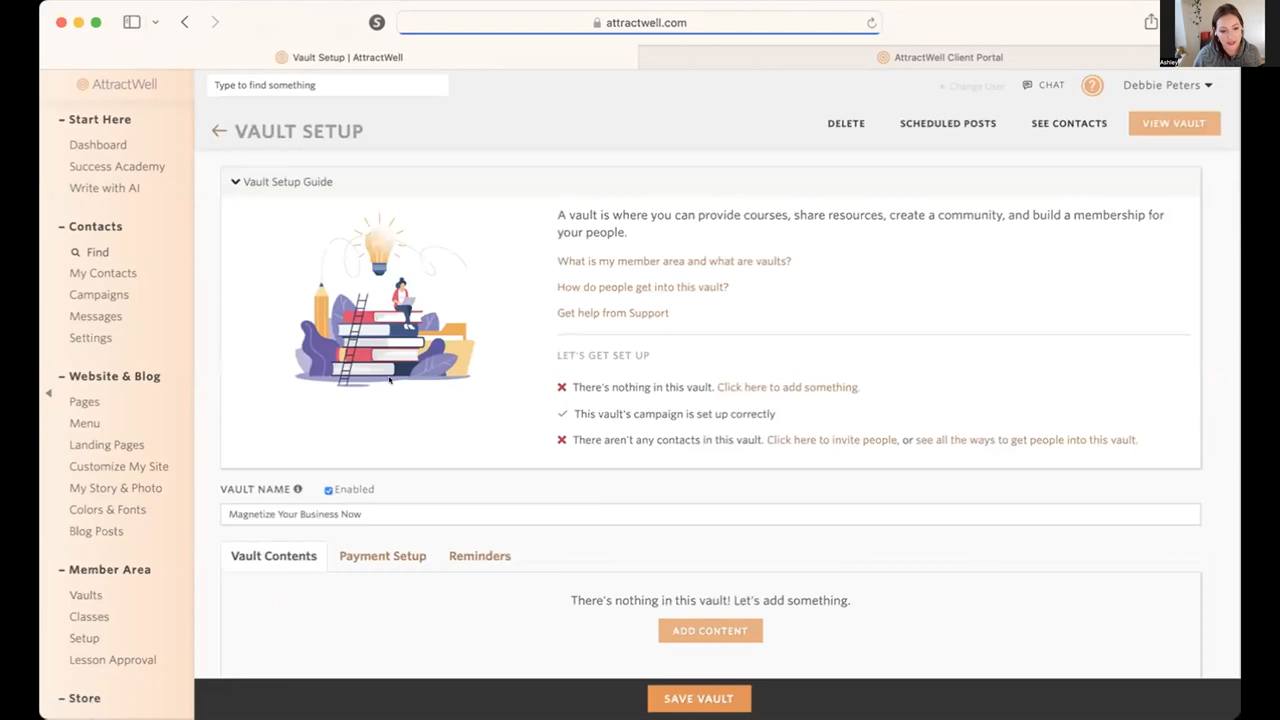 attractwell.com
Vault Setup | AttractWell
AttractWell Client Portal
Ashley
AttractWell
Type to find something
Change User
CHAT
?
Debbie Peters
– Start Here
Dashboard
Success Academy
Write with AI
– Contacts
Find
My Contacts
Campaigns
Messages
Settings
– Website & Blog
Pages
Menu
Landing Pages
Customize My Site
My Story & Photo
Colors & Fonts
Blog Posts
– Member Area
Vaults
Classes
Setup
Lesson Approval
– Store
VAULT SETUP
DELETE
SCHEDULED POSTS
SEE CONTACTS
VIEW VAULT
Vault Setup Guide
A vault is where you can provide courses, share resources, create a community, and build a membership for
your people.
What is my member area and what are vaults?
How do people get into this vault?
Get help from Support
LET'S GET SET UP
There's nothing in this vault. Click here to add something.
This vault's campaign is set up correctly
There aren't any contacts in this vault. Click here to invite people, or see all the ways to get people into this vault.
VAULT NAME
Enabled
Magnetize Your Business Now
Vault Contents
Payment Setup
Reminders
There's nothing in this vault! Let's add something.
ADD CONTENT
SAVE VAULT